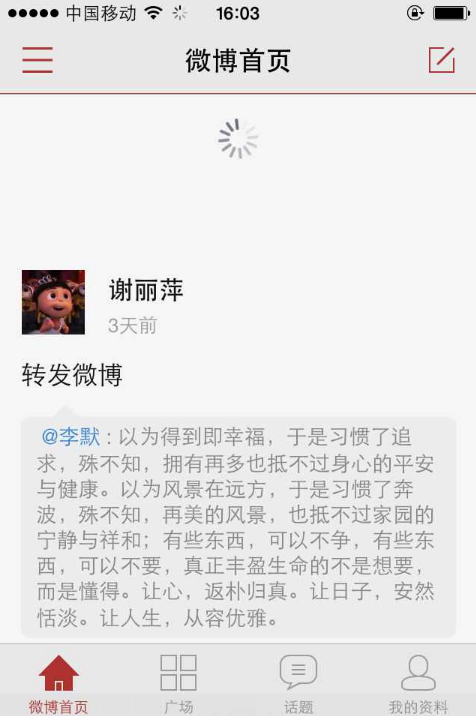 中国移动 16:03
微博首页
谢丽萍
3天前
转发微博
@李默 : 以为得到即幸福，于是习惯了追
求，殊不知，拥有再多也抵不过身心的平安
与健康。以为风景在远方，于是习惯了奔
波，殊不知，再美的风景，也抵不过家园的
宁静与祥和；有些东西，可以不争，有些东
西，可以不要，真正丰盈生命的不是想要，
而是懂得。让心，返朴归真。让日子，安然
恬淡。让人生，从容优雅。
微博首页 广场 话题 我的资料